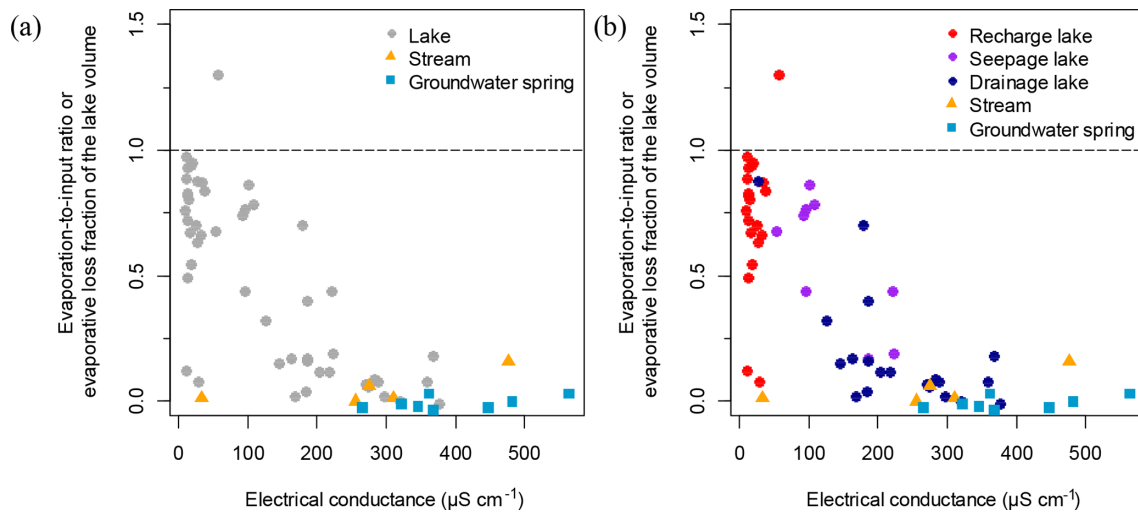 (a)
Evaporation-to-input ratio or
evaporative loss fraction of the lake volume
1.5
1.0
0.5
0.0
Lake
Stream
Groundwater spring
0 100 200 300 400 500
Electrical conductance (µS cm⁻¹)
(b)
Evaporation-to-input ratio or
evaporative loss fraction of the lake volume
1.5
1.0
0.5
0.0
Recharge lake
Seepage lake
Drainage lake
Stream
Groundwater spring
0 100 200 300 400 500
Electrical conductance (µS cm⁻¹)